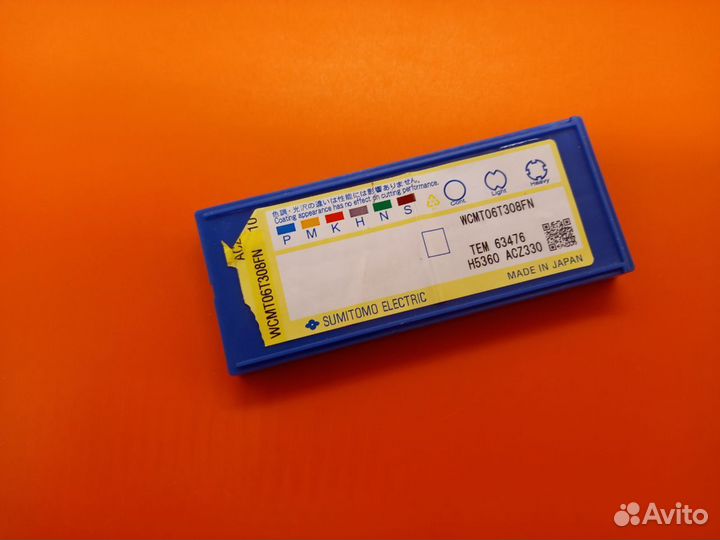 色調・光沢の違いは性能には影響ありません。
Coating appearance has no effect on cutting performance.
P M K H N S
Cont.
Light
Heavy
WCMT06T308FN
TEM 63476
H5360 ACZ330
MADE IN JAPAN
SUMITOMO ELECTRIC
WCMT06T308FN
ACZ
10
Avito